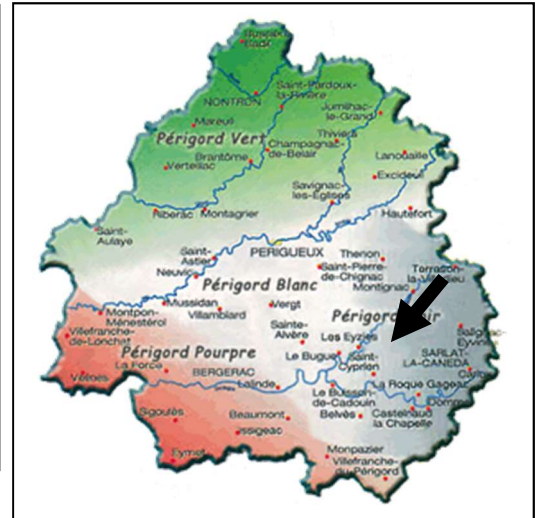 Bussière
Badil
Saint-Pardoux-
la-Rivière
NONTRON
Jumilhac-
le-Grand
Mareuil
Périgord Vert
Thiviers
Champagnac-
de-Belair
Brantôme
Verteillac
Lanouaille
Excideuil
Savignac-
les-Eglises
Ribérac
Montagrier
Hautefort
Saint-
Aulaye
Saint-
Astier
PERIGUEUX
Thenon
Neuvic
Saint-Pierre-
de-Chignac
Terrasson-
Montignac
Périgord Blanc
Mussidan
Villamblard
Vergt
Montpon-
Ménestérol
Villefranche-
de-Lonchat
Sainte-
Alvère
Les Eyzies
Périgord Pourpre
Le Bugue
Saint-
Cyprien
SARLAT-
LA-CANEDA
Vélines
La Force
BERGERAC
Lalinde
La Roque Gageac
Le Buisson-
de-Cadouin
Sigoulès
Beaumont
Belvès
Castelnaud
la Chapelle
Issigeac
Eymet
Monpazier
Villefranche-
du-Périgord